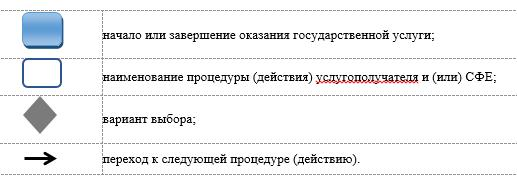 начало или завершение оказания государственной услуги;
наименование процедуры (действия) услугополучателя и (или) СФЕ;
вариант выбора;
переход к следующей процедуре (действию).